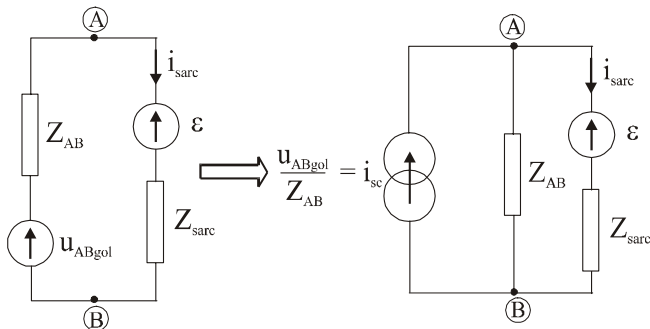 A
i_sarc
ε
Z_AB
Z_sarc
u_ABgol
B
u_ABgol / Z_AB = i_sc
A
i_sarc
ε
Z_AB
Z_sarc
B